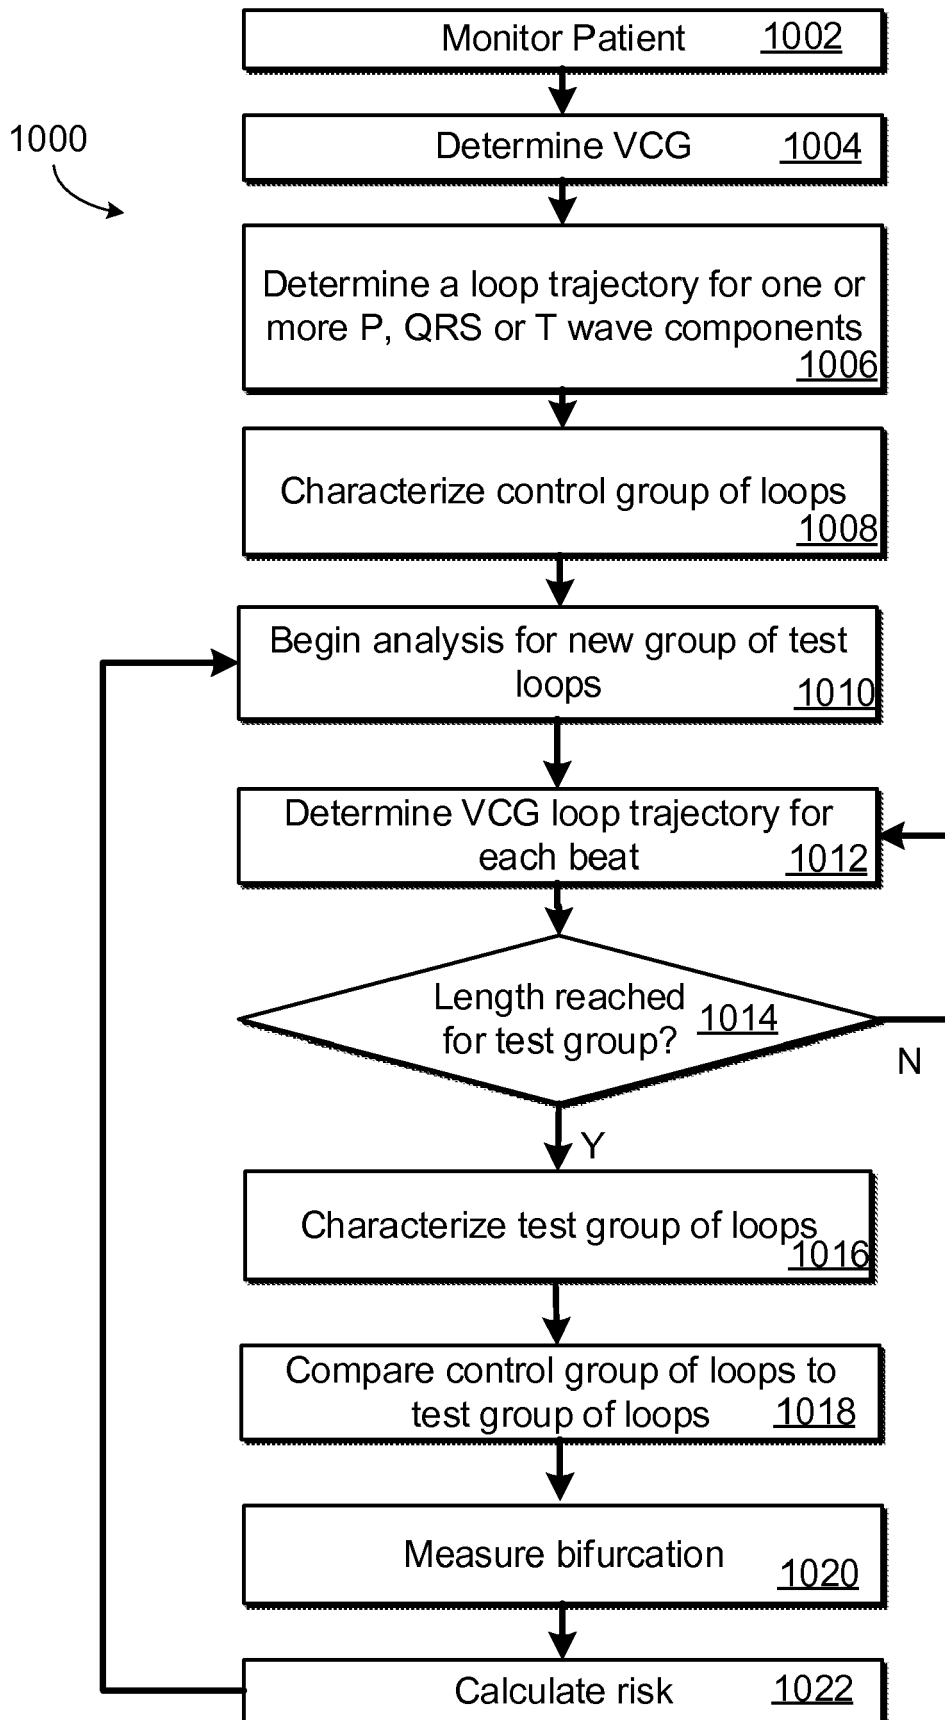 Monitor Patient 1002
1000
Determine VCG 1004
Determine a loop trajectory for one or
more P, QRS or T wave components
1006
Characterize control group of loops
1008
Begin analysis for new group of test
loops 1010
Determine VCG loop trajectory for
each beat 1012
Length reached
for test group? 1014
N
Y
Characterize test group of loops
1016
Compare control group of loops to
test group of loops 1018
Measure bifurcation
1020
Calculate risk 1022